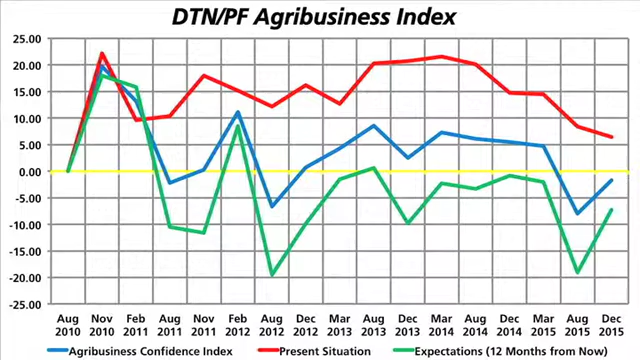 DTN/PF Agribusiness Index
25.00
20.00
15.00
10.00
5.00
0.00
-5.00
-10.00
-15.00
-20.00
-25.00
Aug Nov Feb Aug Nov Feb Aug Dec Mar Aug Dec Mar Aug Dec Mar Aug Dec
2010 2010 2011 2011 2011 2012 2012 2012 2013 2013 2013 2014 2014 2014 2015 2015 2015
Agribusiness Confidence Index Present Situation Expectations (12 Months from Now)